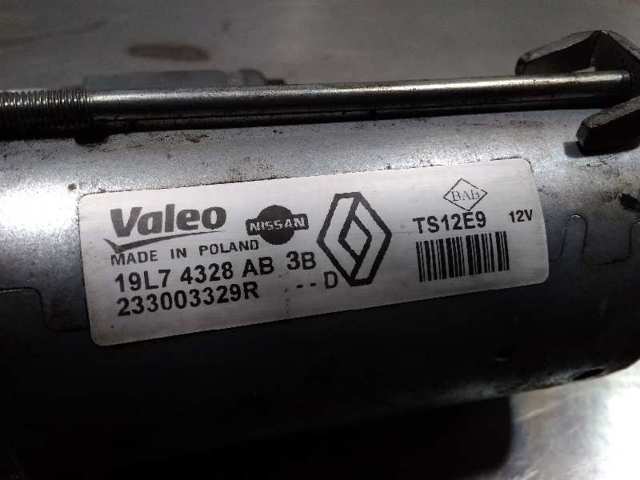 Valeo
NISSAN
MADE IN POLAND
19L7 4328 AB 3B
233003329R --- D
BAB
TS12E9 12V